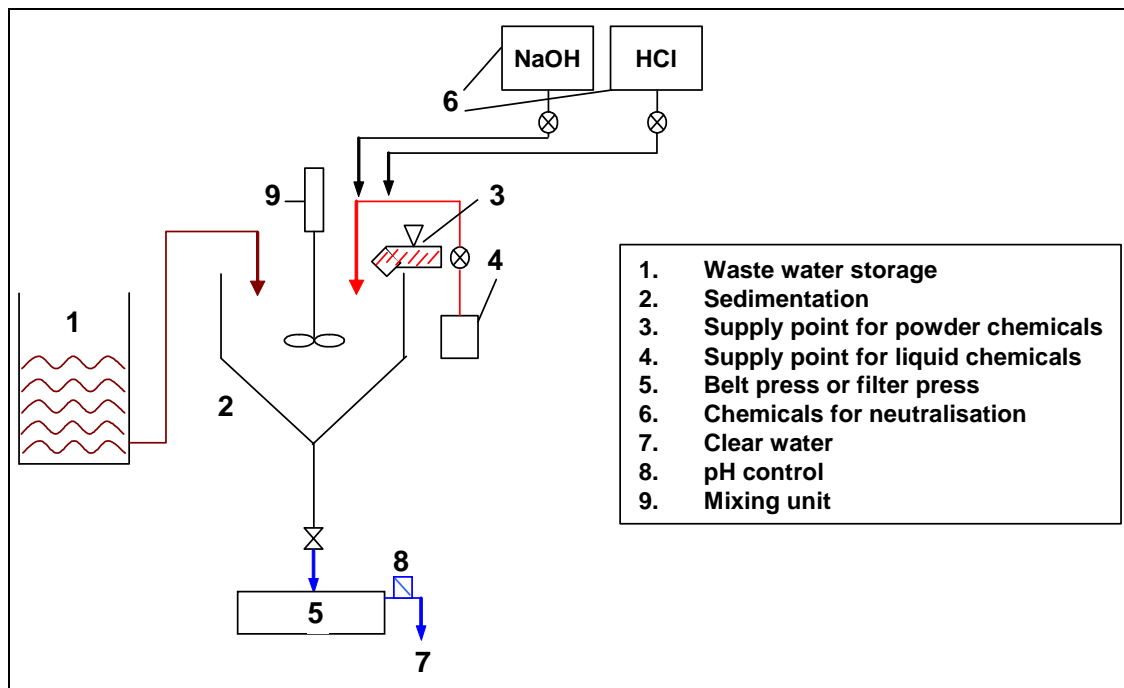 NaOH
HCl
6
9
3
4
1
2
8
5
7
1. Waste water storage
2. Sedimentation
3. Supply point for powder chemicals
4. Supply point for liquid chemicals
5. Belt press or filter press
6. Chemicals for neutralisation
7. Clear water
8. pH control
9. Mixing unit